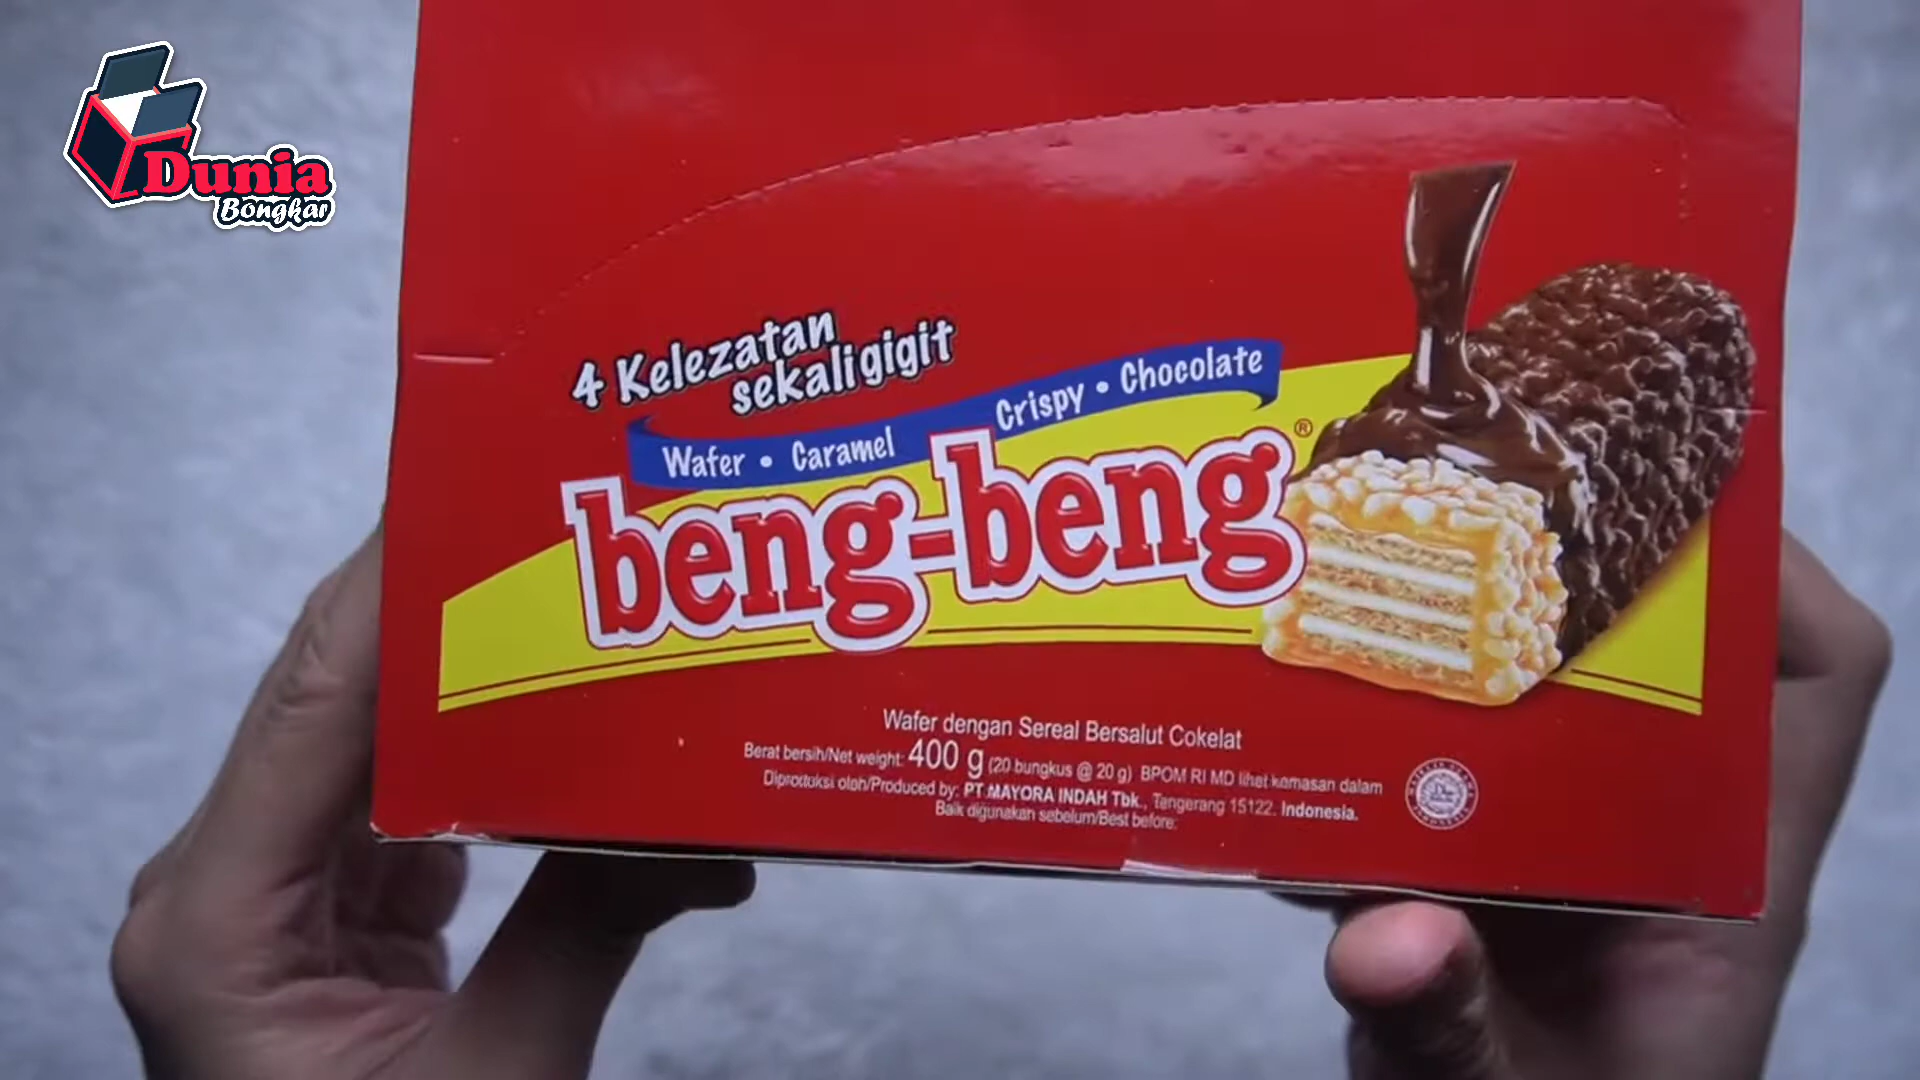 Dunia
Bongkar
4 Kelezatan
sekali gigit
Wafer • Caramel Crispy • Chocolate
beng-beng®
Wafer dengan Sereal Bersalut Cokelat
Berat bersih/Net weight: 400 g (20 bungkus @ 20 g) BPOM RI MD lihat kemasan dalam
Diproduksi oleh/Produced by: PT MAYORA INDAH Tbk., Tangerang 15122. Indonesia.
Baik digunakan sebelum/Best before: